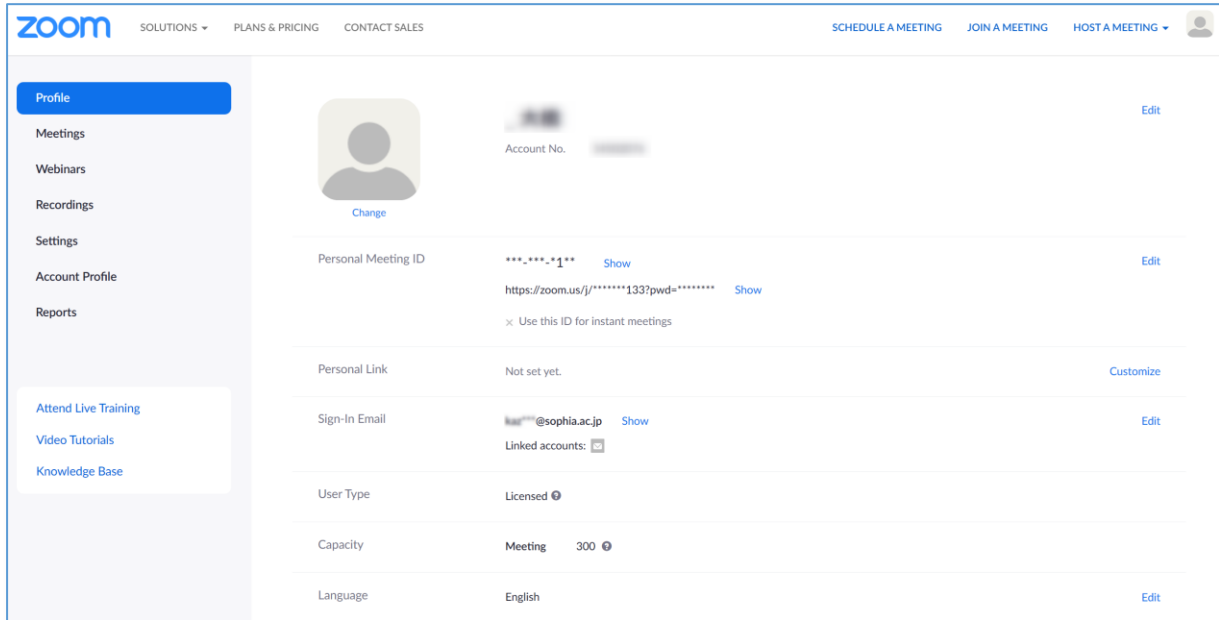 zoom SOLUTIONS PLANS & PRICING CONTACT SALES SCHEDULE A MEETING JOIN A MEETING HOST A MEETING
Profile
Meetings
Webinars
Recordings
Settings
Account Profile
Reports
Attend Live Training
Video Tutorials
Knowledge Base
Edit
Account No.
Change
Personal Meeting ID ***-***-*1** Show Edit
https://zoom.us/j/*******133?pwd=******** Show
× Use this ID for instant meetings
Personal Link Not set yet. Customize
Sign-In Email @sophia.ac.jp Show Edit
Linked accounts:
User Type Licensed
Capacity Meeting 300
Language English Edit